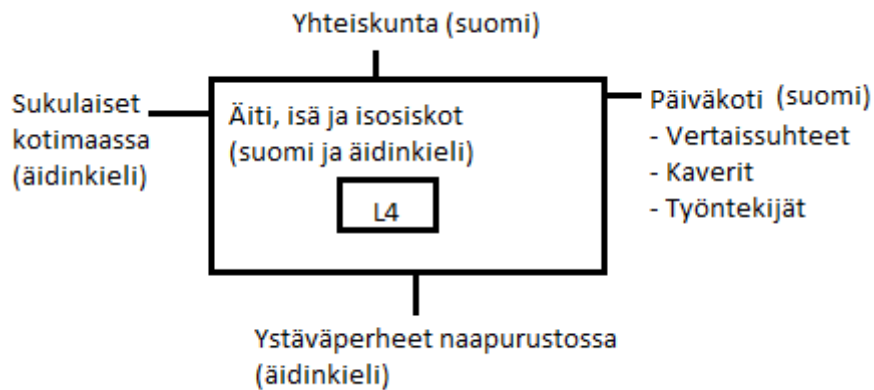 Yhteiskunta (suomi)
Sukulaiset
kotimaassa
(äidinkieli)
Äiti, isä ja isosiskot
(suomi ja äidinkieli)
L4
Päiväkoti (suomi)
- Vertaissuhteet
- Kaverit
- Työntekijät
Ystäväperheet naapurustossa
(äidinkieli)